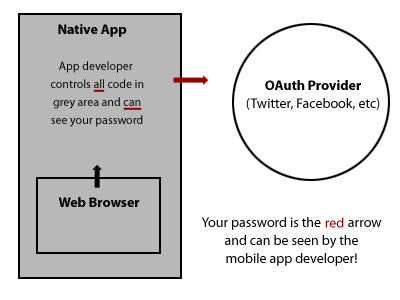 Native App
App developer
controls all code in
grey area and can
see your password
Web Browser
OAuth Provider
(Twitter, Facebook, etc)
Your password is the red arrow
and can be seen by the
mobile app developer!